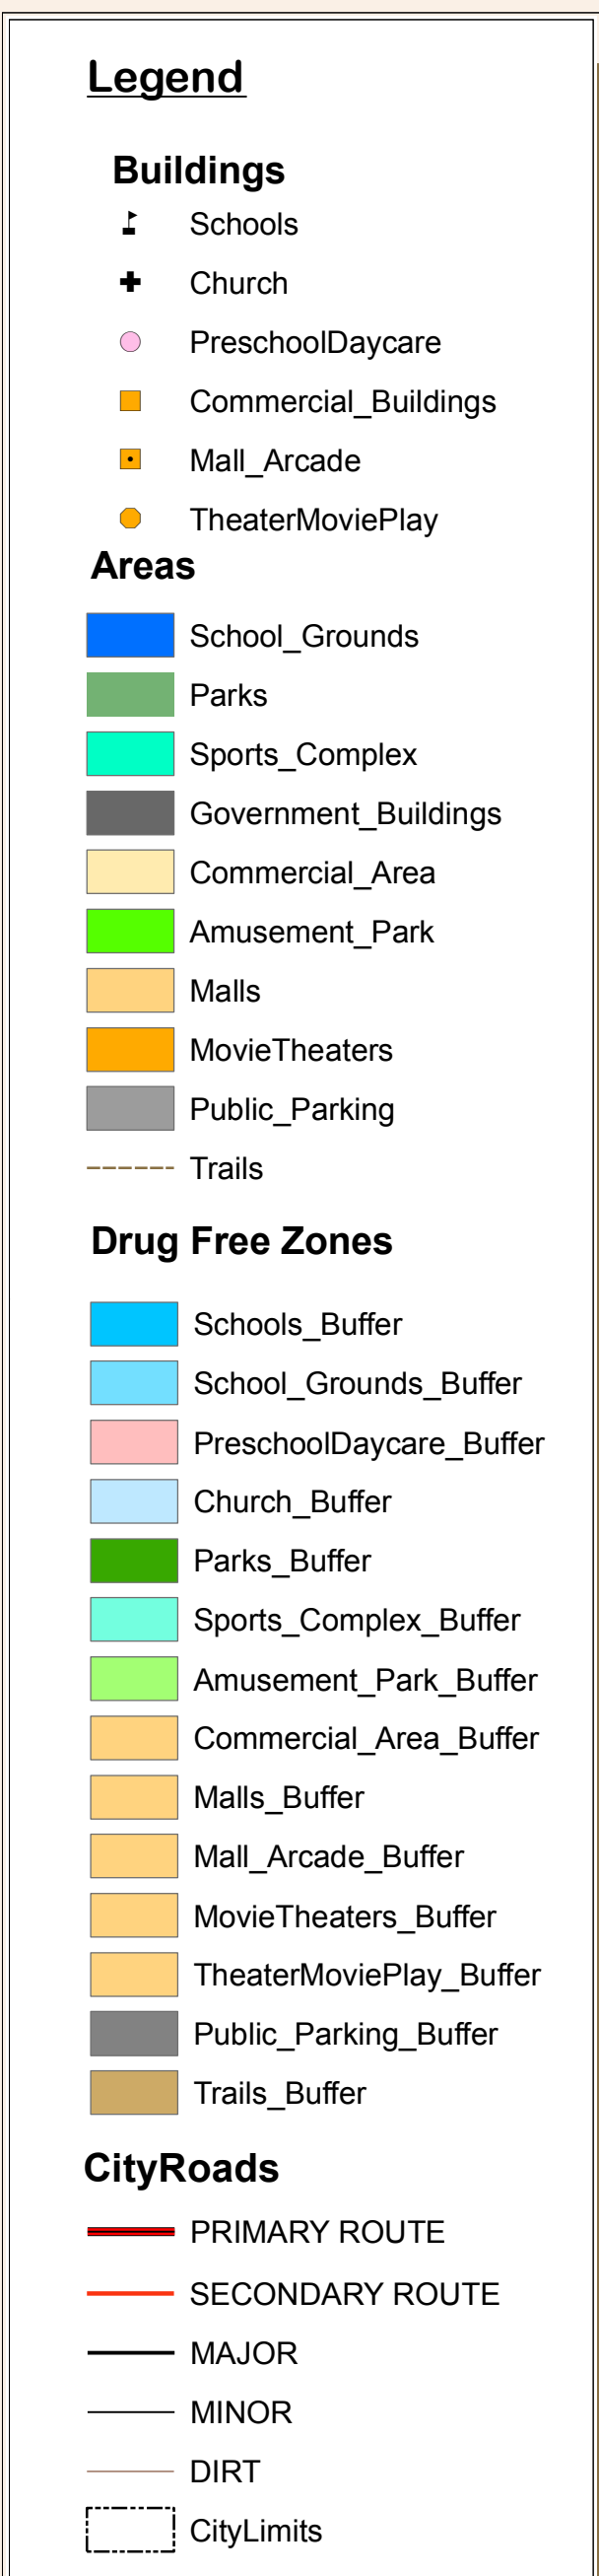 Legend
Buildings
Schools
Church
PreschoolDaycare
Commercial_Buildings
Mall_Arcade
TheaterMoviePlay
Areas
School_Grounds
Parks
Sports_Complex
Government_Buildings
Commercial_Area
Amusement_Park
Malls
MovieTheaters
Public_Parking
Trails
Drug Free Zones
Schools_Buffer
School_Grounds_Buffer
PreschoolDaycare_Buffer
Church_Buffer
Parks_Buffer
Sports_Complex_Buffer
Amusement_Park_Buffer
Commercial_Area_Buffer
Malls_Buffer
Mall_Arcade_Buffer
MovieTheaters_Buffer
TheaterMoviePlay_Buffer
Public_Parking_Buffer
Trails_Buffer
CityRoads
PRIMARY ROUTE
SECONDARY ROUTE
MAJOR
MINOR
DIRT
CityLimits